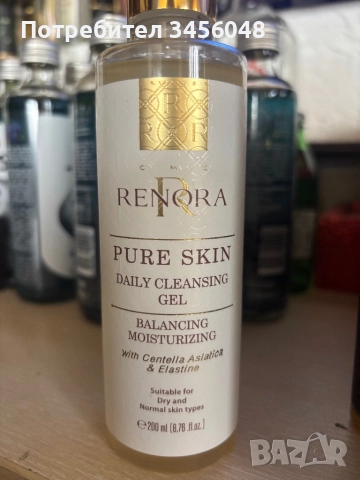 Потребител 3456048
RENORA
PURE SKIN
DAILY CLEANSING
GEL
BALANCING
MOISTURIZING
with Centella Asiatica
& Elastine
Suitable for
Dry and
Normal skin types
℮200 ml [6.76 .fl.oz.]
bazar